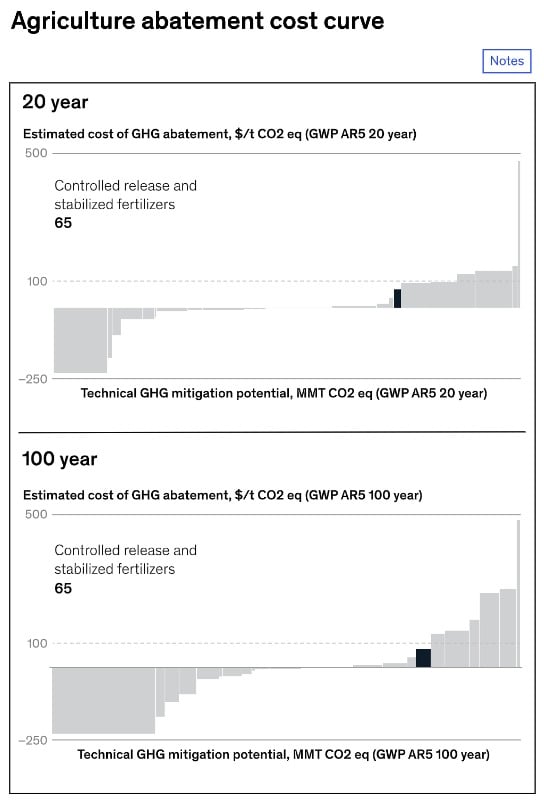 Agriculture abatement cost curve
Notes
20 year
Estimated cost of GHG abatement, $/t CO2 eq (GWP AR5 20 year)
500
Controlled release and
stabilized fertilizers
65
100
–250
Technical GHG mitigation potential, MMT CO2 eq (GWP AR5 20 year)
100 year
Estimated cost of GHG abatement, $/t CO2 eq (GWP AR5 100 year)
500
Controlled release and
stabilized fertilizers
65
100
–250
Technical GHG mitigation potential, MMT CO2 eq (GWP AR5 100 year)